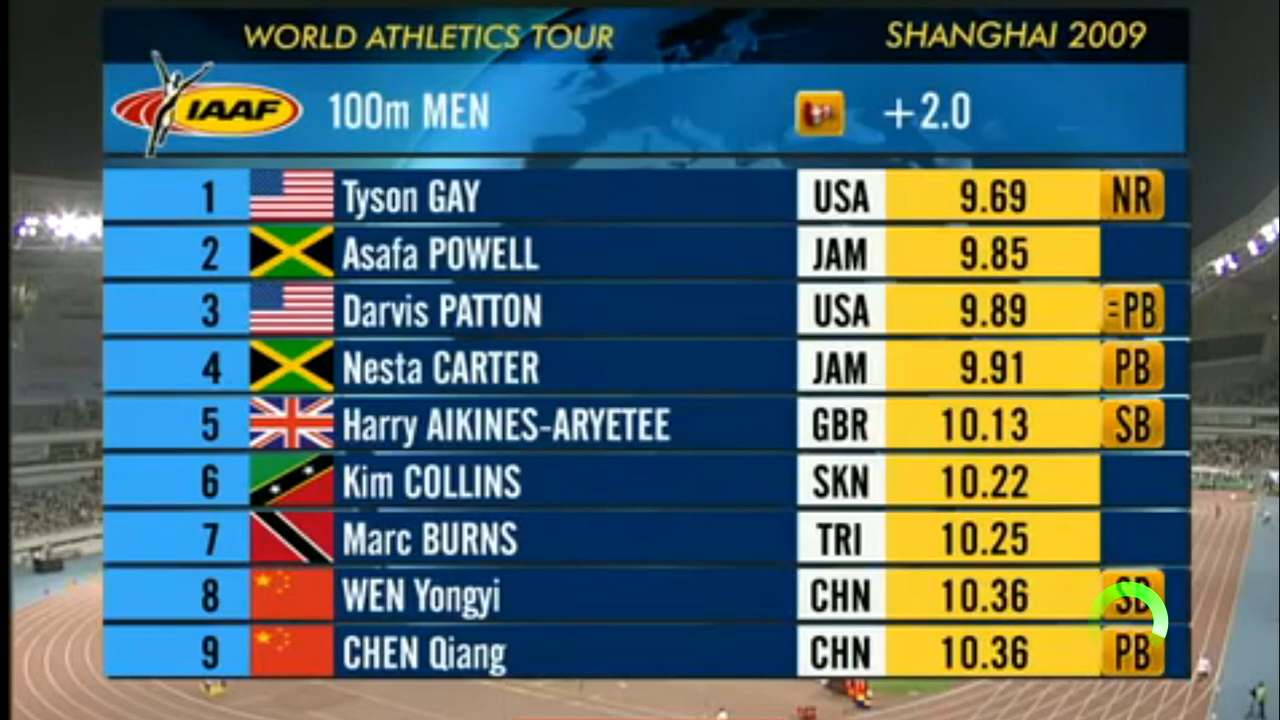 WORLD ATHLETICS TOUR SHANGHAI 2009
IAAF 100m MEN +2.0
1 Tyson GAY USA 9.69 NR
2 Asafa POWELL JAM 9.85
3 Darvis PATTON USA 9.89 =PB
4 Nesta CARTER JAM 9.91 PB
5 Harry AIKINES-ARYETEE GBR 10.13 SB
6 Kim COLLINS SKN 10.22
7 Marc BURNS TRI 10.25
8 WEN Yongyi CHN 10.36 SB
9 CHEN Qiang CHN 10.36 PB